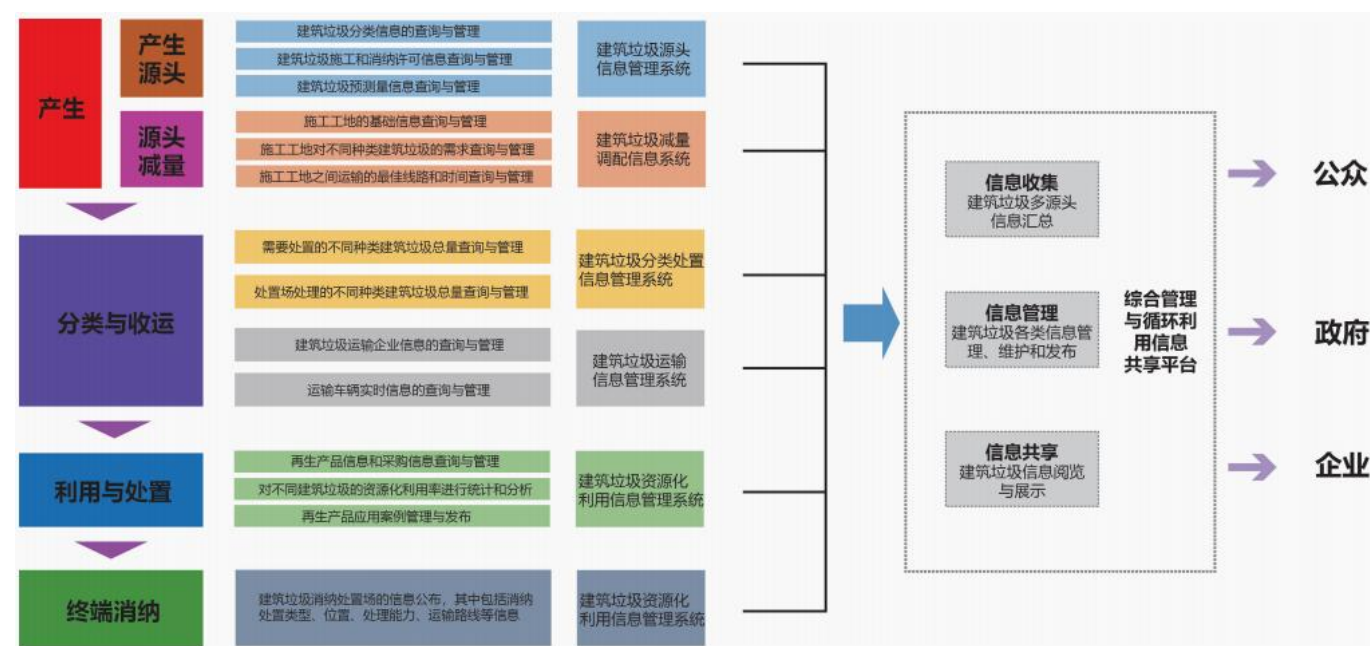 产生
产生
源头
建筑垃圾分类信息的查询与管理
建筑垃圾施工和消纳许可信息查询与管理
建筑垃圾预测量信息查询与管理
建筑垃圾源头
信息管理系统
源头
减量
施工工地的基础信息查询与管理
施工工地对不同种类建筑垃圾的需求查询与管理
施工工地之间运输的最佳线路和时间查询与管理
建筑垃圾减量
调配信息系统
分类与收运
需要处置的不同种类建筑垃圾总量查询与管理
处置场处理的不同种类建筑垃圾总量查询与管理
建筑垃圾分类处置
信息管理系统
建筑垃圾运输企业信息的查询与管理
运输车辆实时信息的查询与管理
建筑垃圾运输
信息管理系统
利用与处置
再生产品信息和采购信息查询与管理
对不同建筑垃圾的资源化利用率进行统计和分析
再生产品应用案例管理与发布
建筑垃圾资源化
利用信息管理系统
终端消纳
建筑垃圾消纳处置场的信息公布，其中包括消纳
处置类型、位置、处理能力、运输路线等信息
建筑垃圾资源化
利用信息管理系统
信息收集
建筑垃圾多源头
信息汇总
信息管理
建筑垃圾各类信息管
理、维护和发布
信息共享
建筑垃圾信息阅览
与展示
综合管理
与循环利
用信息
共享平台
公众
政府
企业